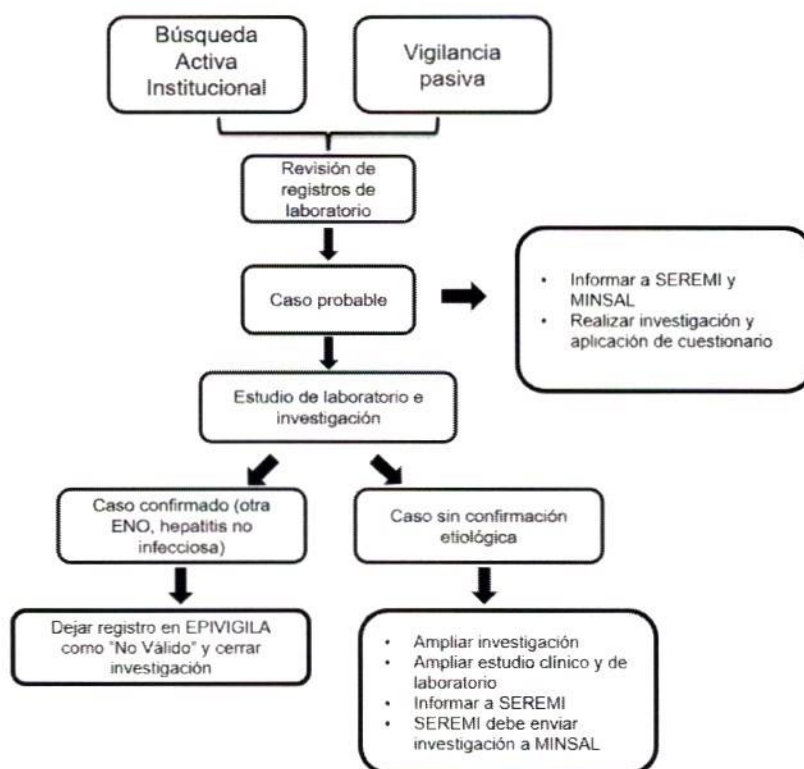 Búsqueda
Activa
Institucional
Vigilancia
pasiva
Revisión de
registros de
laboratorio
Caso probable
• Informar a SEREMI y
MINSAL
• Realizar investigación y
aplicación de cuestionario
Estudio de laboratorio e
investigación
Caso confirmado (otra
ENO, hepatitis no
infecciosa)
Caso sin confirmación
etiológica
Dejar registro en EPIVIGILA
como "No Válido" y cerrar
investigación
• Ampliar investigación
• Ampliar estudio clínico y de
laboratorio
• Informar a SEREMI
• SEREMI debe enviar
investigación a MINSAL